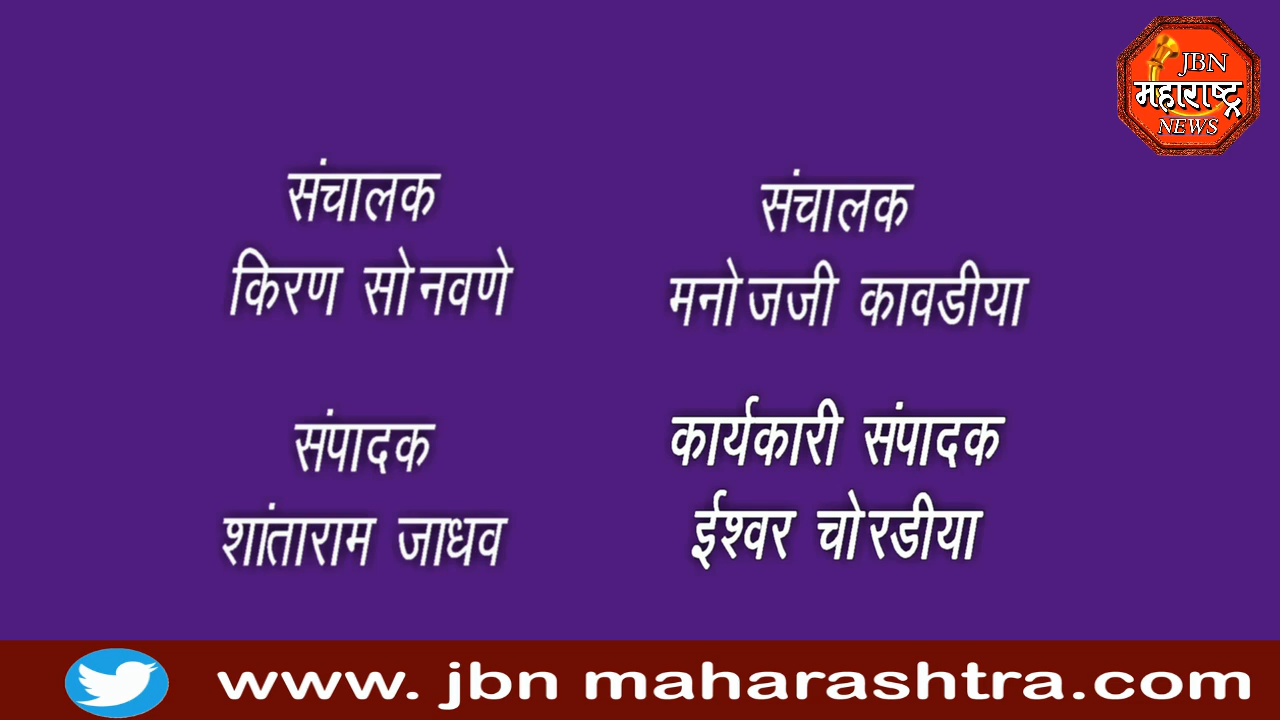 JBN
महाराष्ट्र
NEWS
संचालक
किरण सोनवणे
संचालक
मनोजजी कावडीया
संपादक
शांताराम जाधव
कार्यकारी संपादक
ईश्वर चोरडीया
www. jbn maharashtra.com